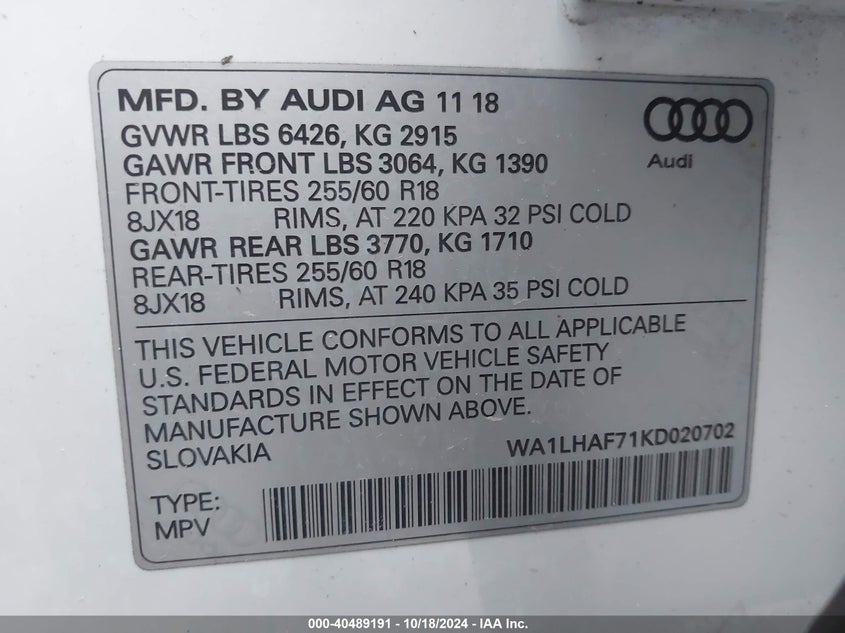 MFD. BY AUDI AG 11 18
GVWR LBS 6426, KG 2915
GAWR FRONT LBS 3064, KG 1390
FRONT-TIRES 255/60 R18
8JX18 RIMS, AT 220 KPA 32 PSI COLD
GAWR REAR LBS 3770, KG 1710
REAR-TIRES 255/60 R18
8JX18 RIMS, AT 240 KPA 35 PSI COLD
Audi
THIS VEHICLE CONFORMS TO ALL APPLICABLE
U.S. FEDERAL MOTOR VEHICLE SAFETY
STANDARDS IN EFFECT ON THE DATE OF
MANUFACTURE SHOWN ABOVE.
SLOVAKIA WA1LHAF71KD020702
TYPE:
MPV
000-40489191 - 10/18/2024 - IAA Inc.